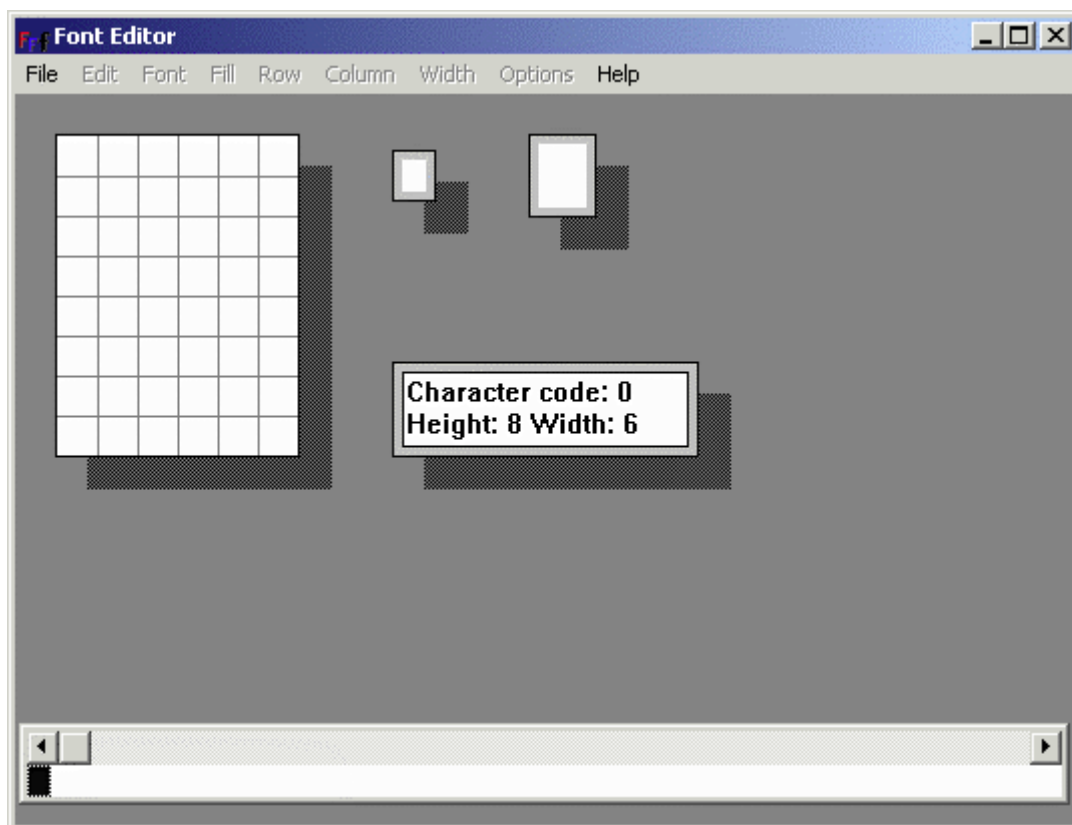 Font Editor
File Edit Font Fill Row Column Width Options Help
Character code: 0
Height: 8 Width: 6